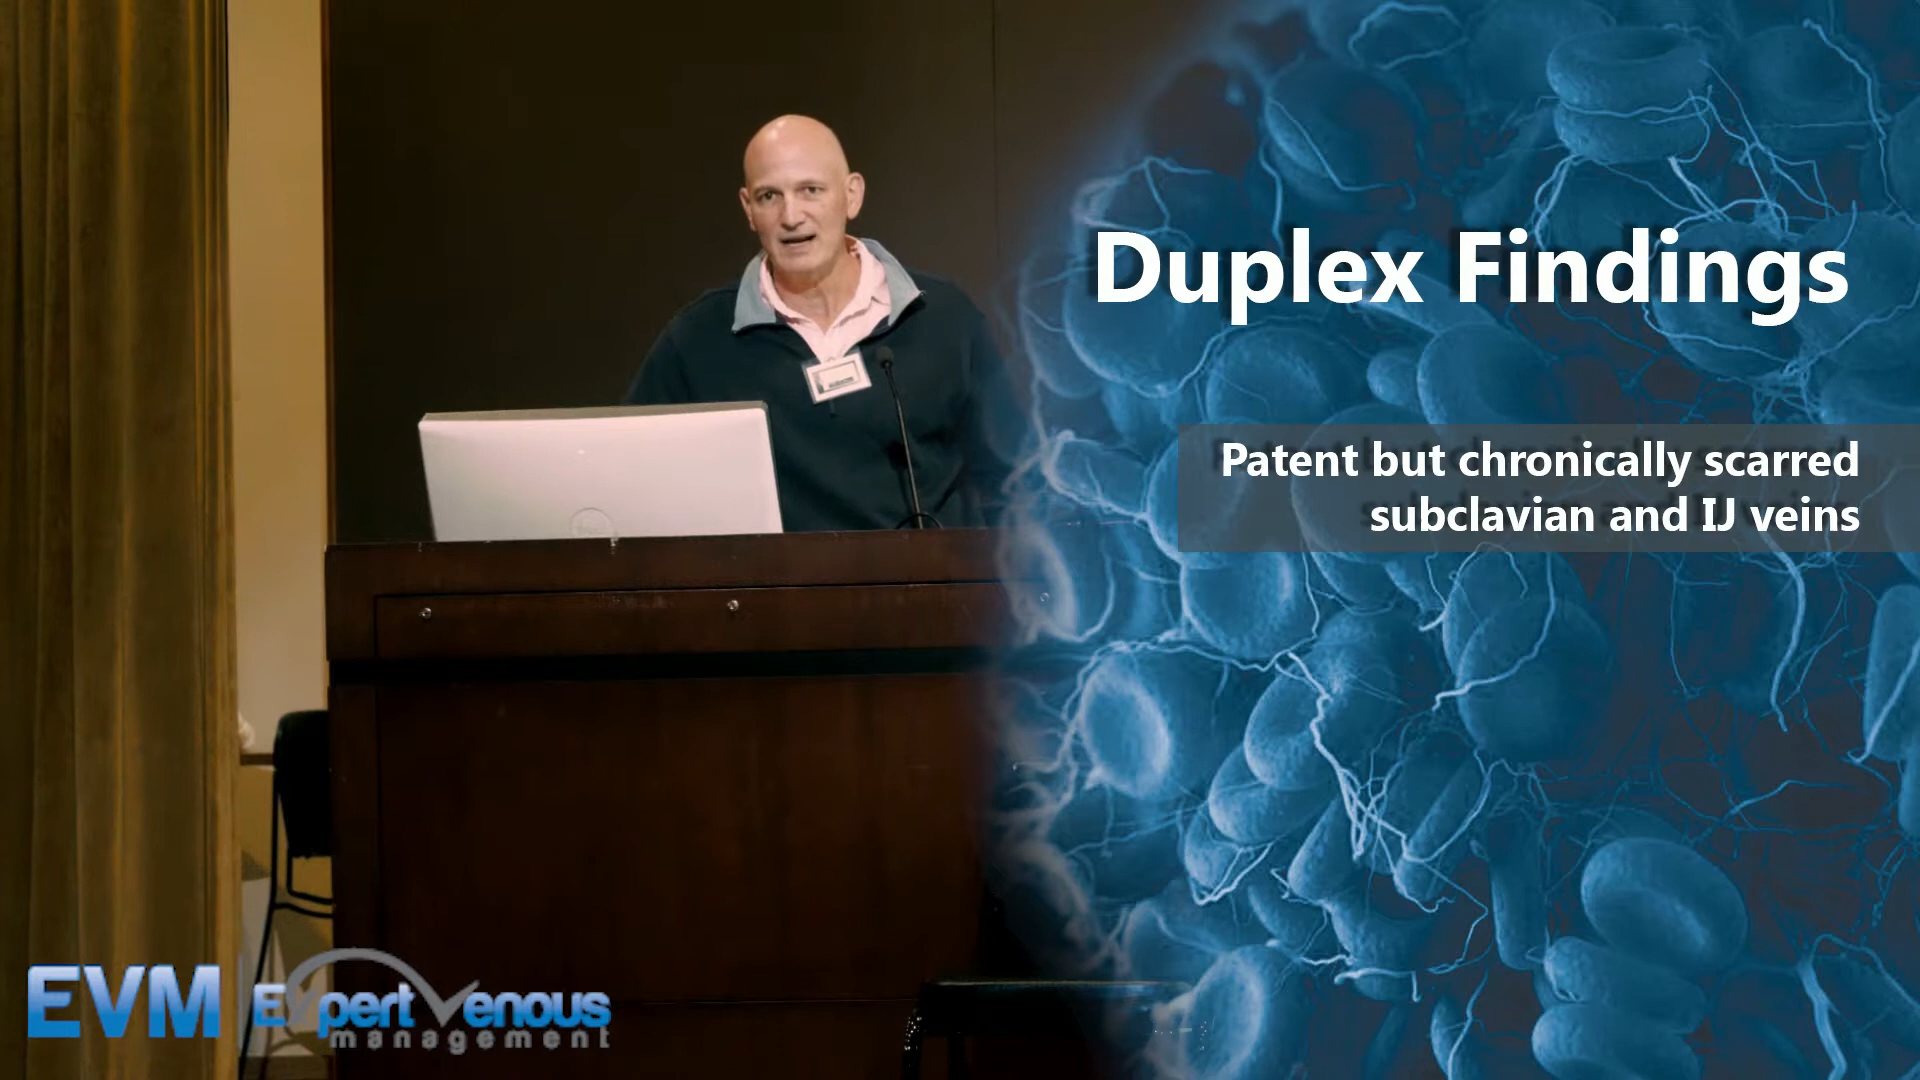 Duplex Findings
Patent but chronically scarred
subclavian and IJ veins
EVM
Expert Venous
management